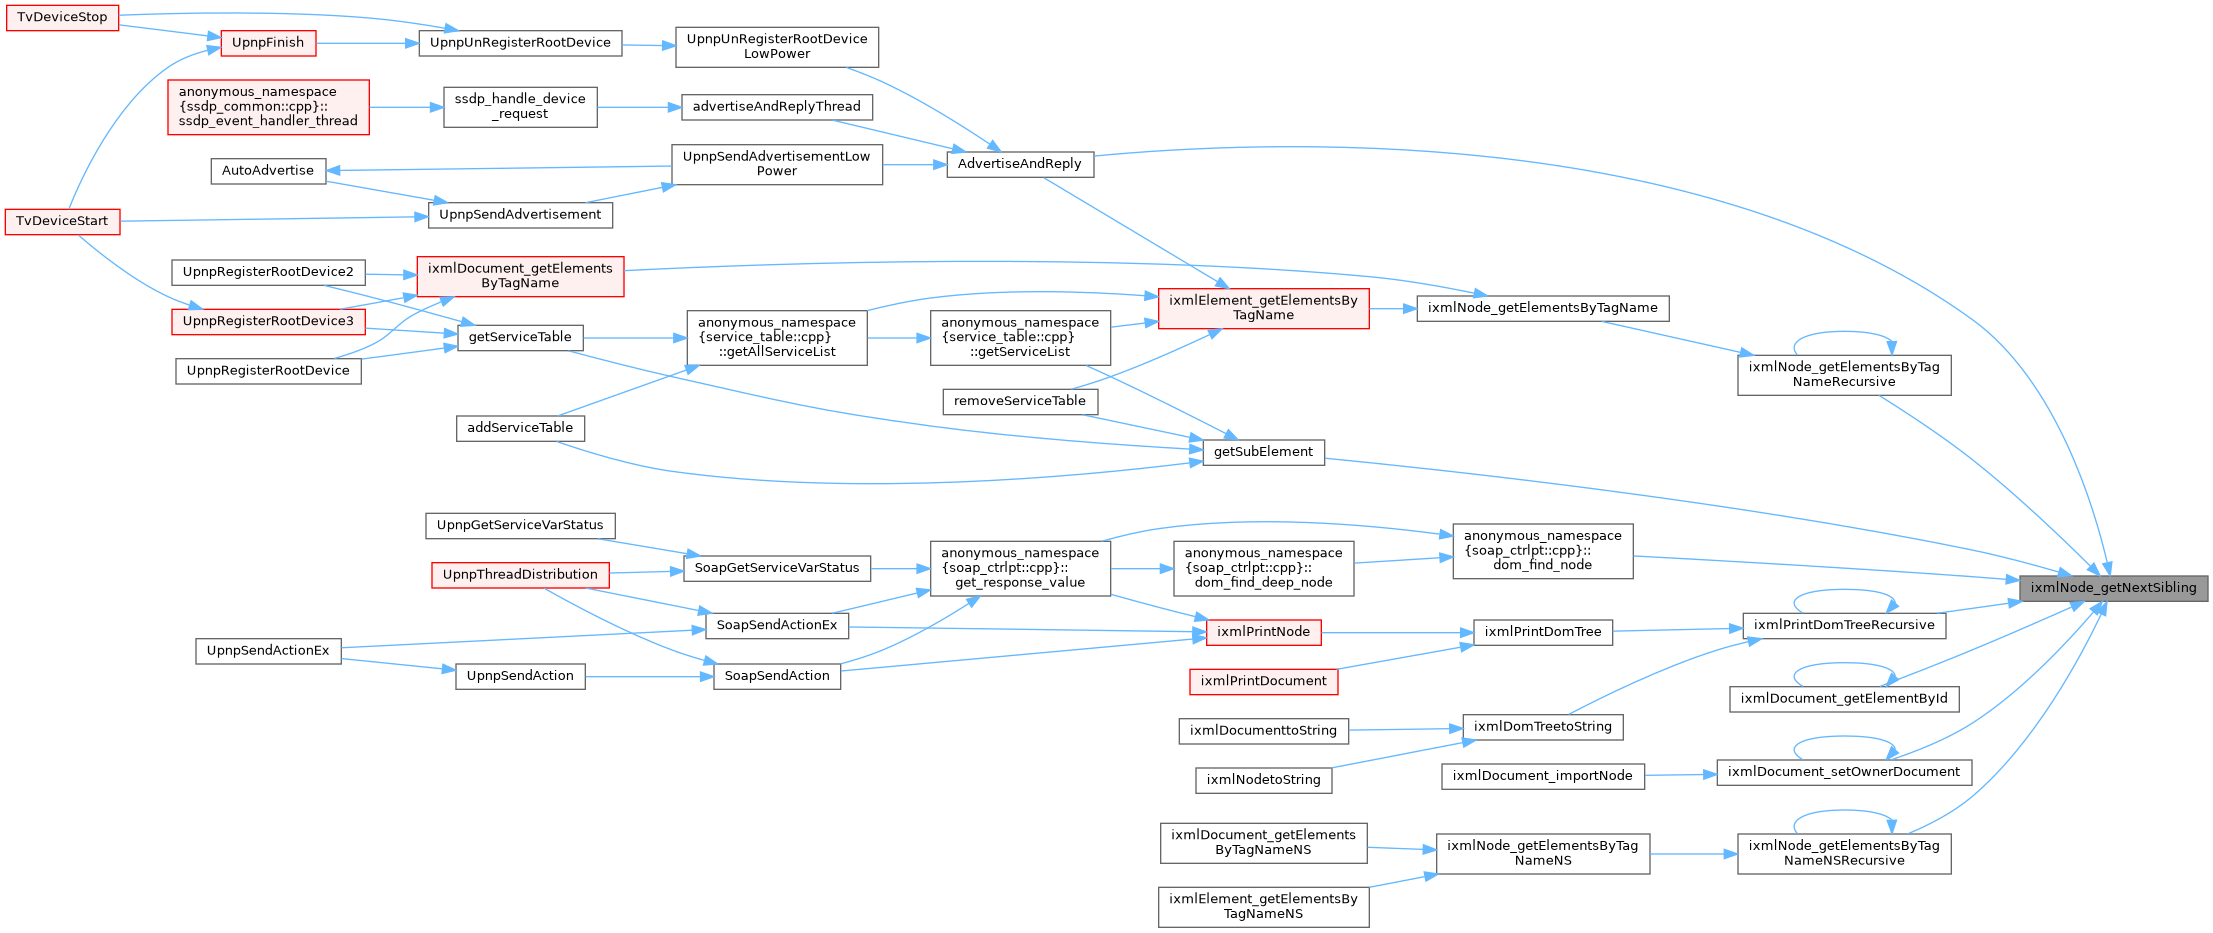 TvDeviceStop
UpnpFinish
UpnpUnRegisterRootDevice
UpnpUnRegisterRootDevice
LowPower
anonymous_namespace
{ssdp_common::cpp}::
ssdp_event_handler_thread
ssdp_handle_device
_request
advertiseAndReplyThread
AutoAdvertise
UpnpSendAdvertisementLow
Power
AdvertiseAndReply
TvDeviceStart
UpnpSendAdvertisement
UpnpRegisterRootDevice2
ixmlDocument_getElements
ByTagName
UpnpRegisterRootDevice3
getServiceTable
anonymous_namespace
{service_table::cpp}
::getAllServiceList
anonymous_namespace
{service_table::cpp}
::getServiceList
ixmlElement_getElementsBy
TagName
ixmlNode_getElementsByTagName
UpnpRegisterRootDevice
ixmlNode_getElementsByTag
NameRecursive
removeServiceTable
addServiceTable
getSubElement
UpnpGetServiceVarStatus
UpnpThreadDistribution
SoapGetServiceVarStatus
anonymous_namespace
{soap_ctrlpt::cpp}::
get_response_value
anonymous_namespace
{soap_ctrlpt::cpp}::
dom_find_deep_node
anonymous_namespace
{soap_ctrlpt::cpp}::
dom_find_node
ixmlNode_getNextSibling
SoapSendActionEx
ixmlPrintNode
ixmlPrintDomTree
ixmlPrintDomTreeRecursive
UpnpSendActionEx
UpnpSendAction
SoapSendAction
ixmlPrintDocument
ixmlDocument_getElementById
ixmlDocumenttoString
ixmlDomTreetoString
ixmlNodetoString
ixmlDocument_importNode
ixmlDocument_setOwnerDocument
ixmlDocument_getElements
ByTagNameNS
ixmlNode_getElementsByTag
NameNS
ixmlNode_getElementsByTag
NameNSRecursive
ixmlElement_getElementsBy
TagNameNS